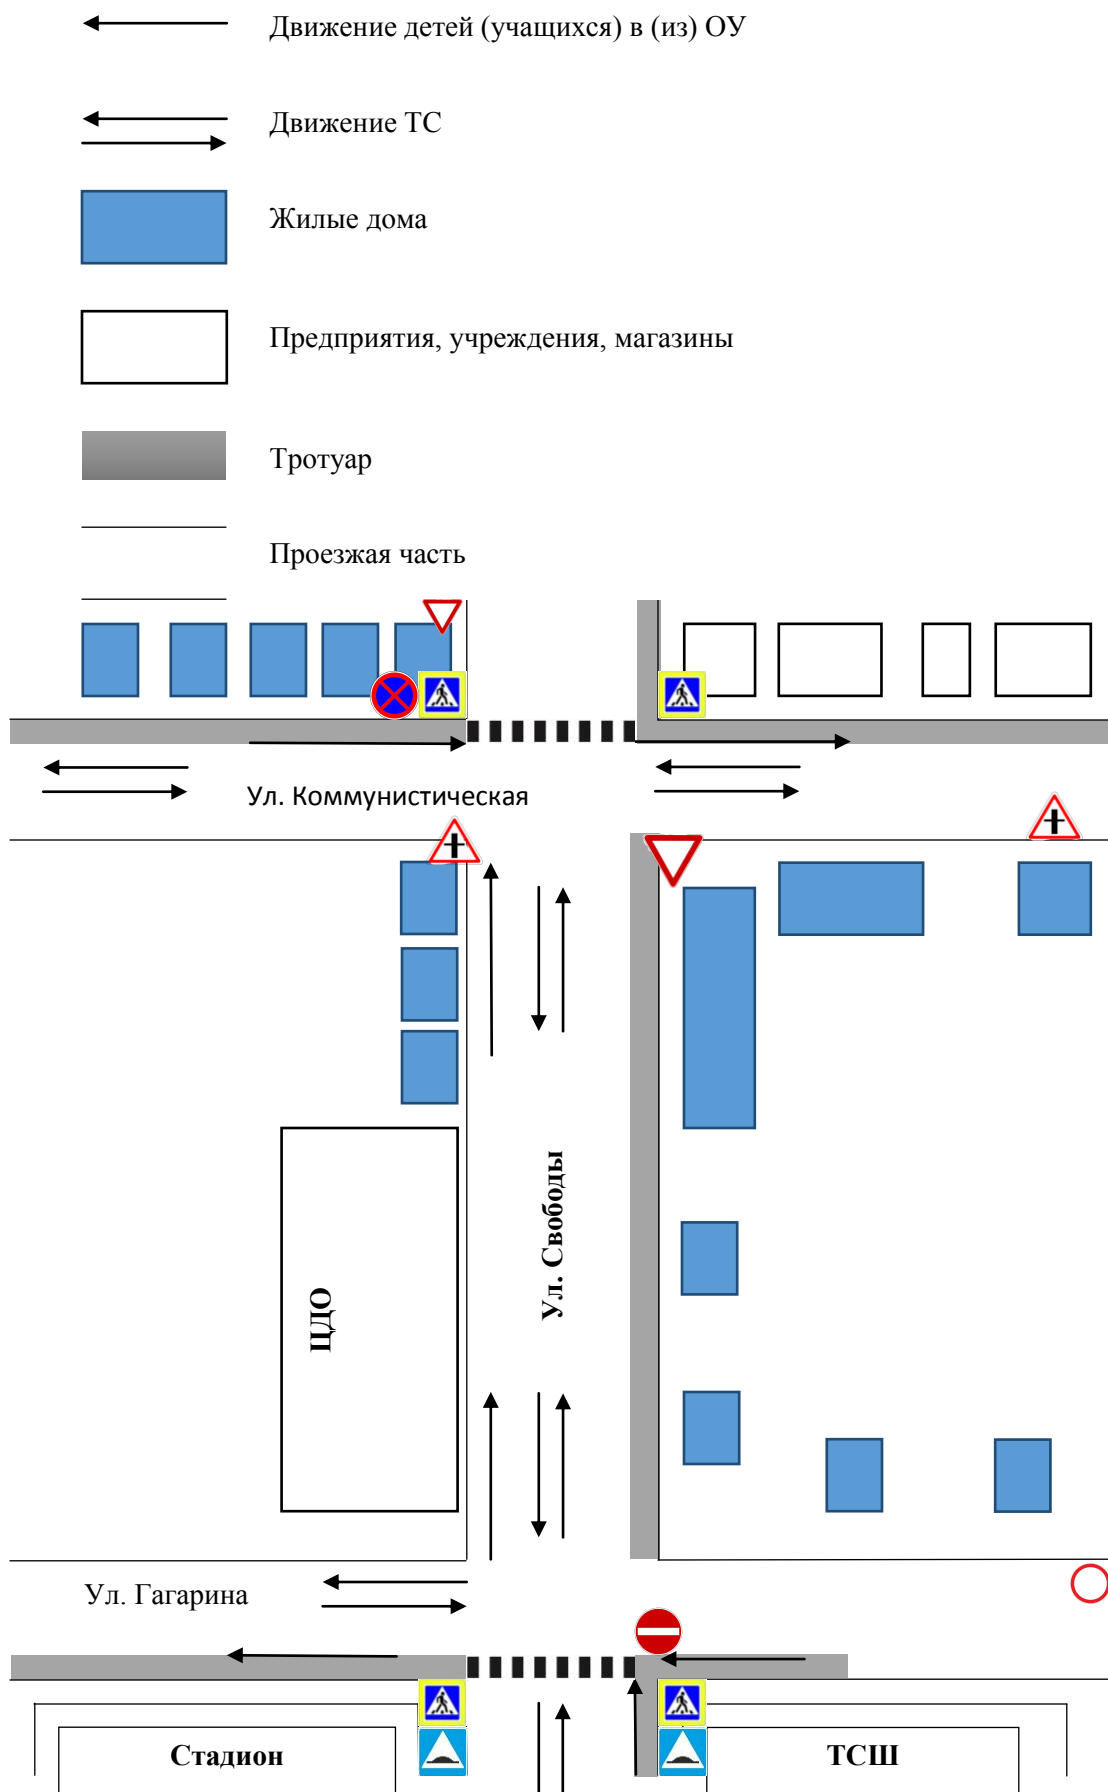 Движение детей (учащихся) в (из) ОУ
Движение ТС
Жилые дома
Предприятия, учреждения, магазины
Тротуар
Проезжая часть
Ул. Коммунистическая
Ул. Свободы
ЦДО
Ул. Гагарина
Стадион
ТСШ